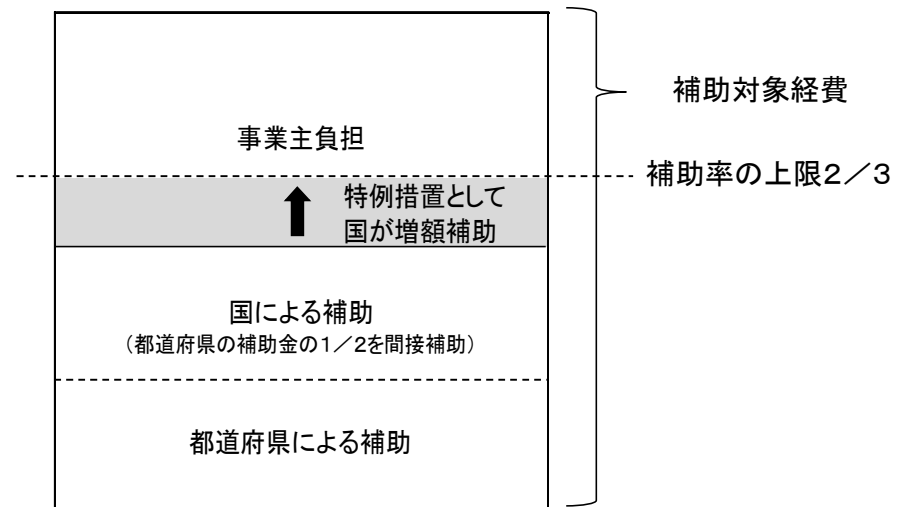 補助対象経費
事業主負担
補助率の上限2／3
特例措置として
国が増額補助
国による補助
（都道府県の補助金の1／2を間接補助）
都道府県による補助